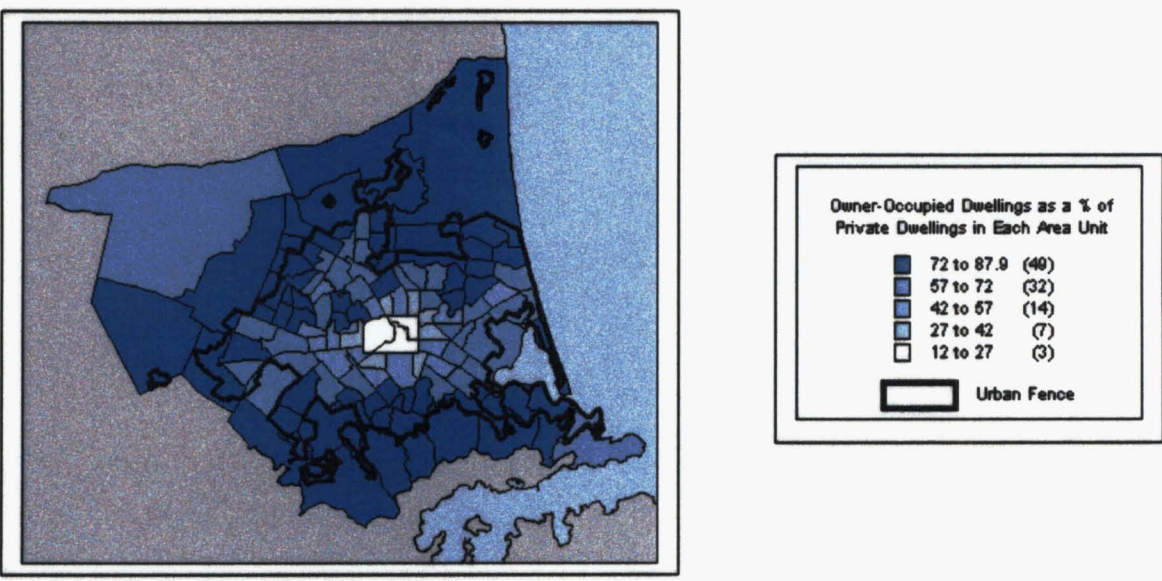 Owner-Occupied Dwellings as a % of
Private Dwellings in Each Area Unit
72 to 87.9 (49)
57 to 72 (32)
42 to 57 (14)
27 to 42 (7)
12 to 27 (3)
Urban Fence